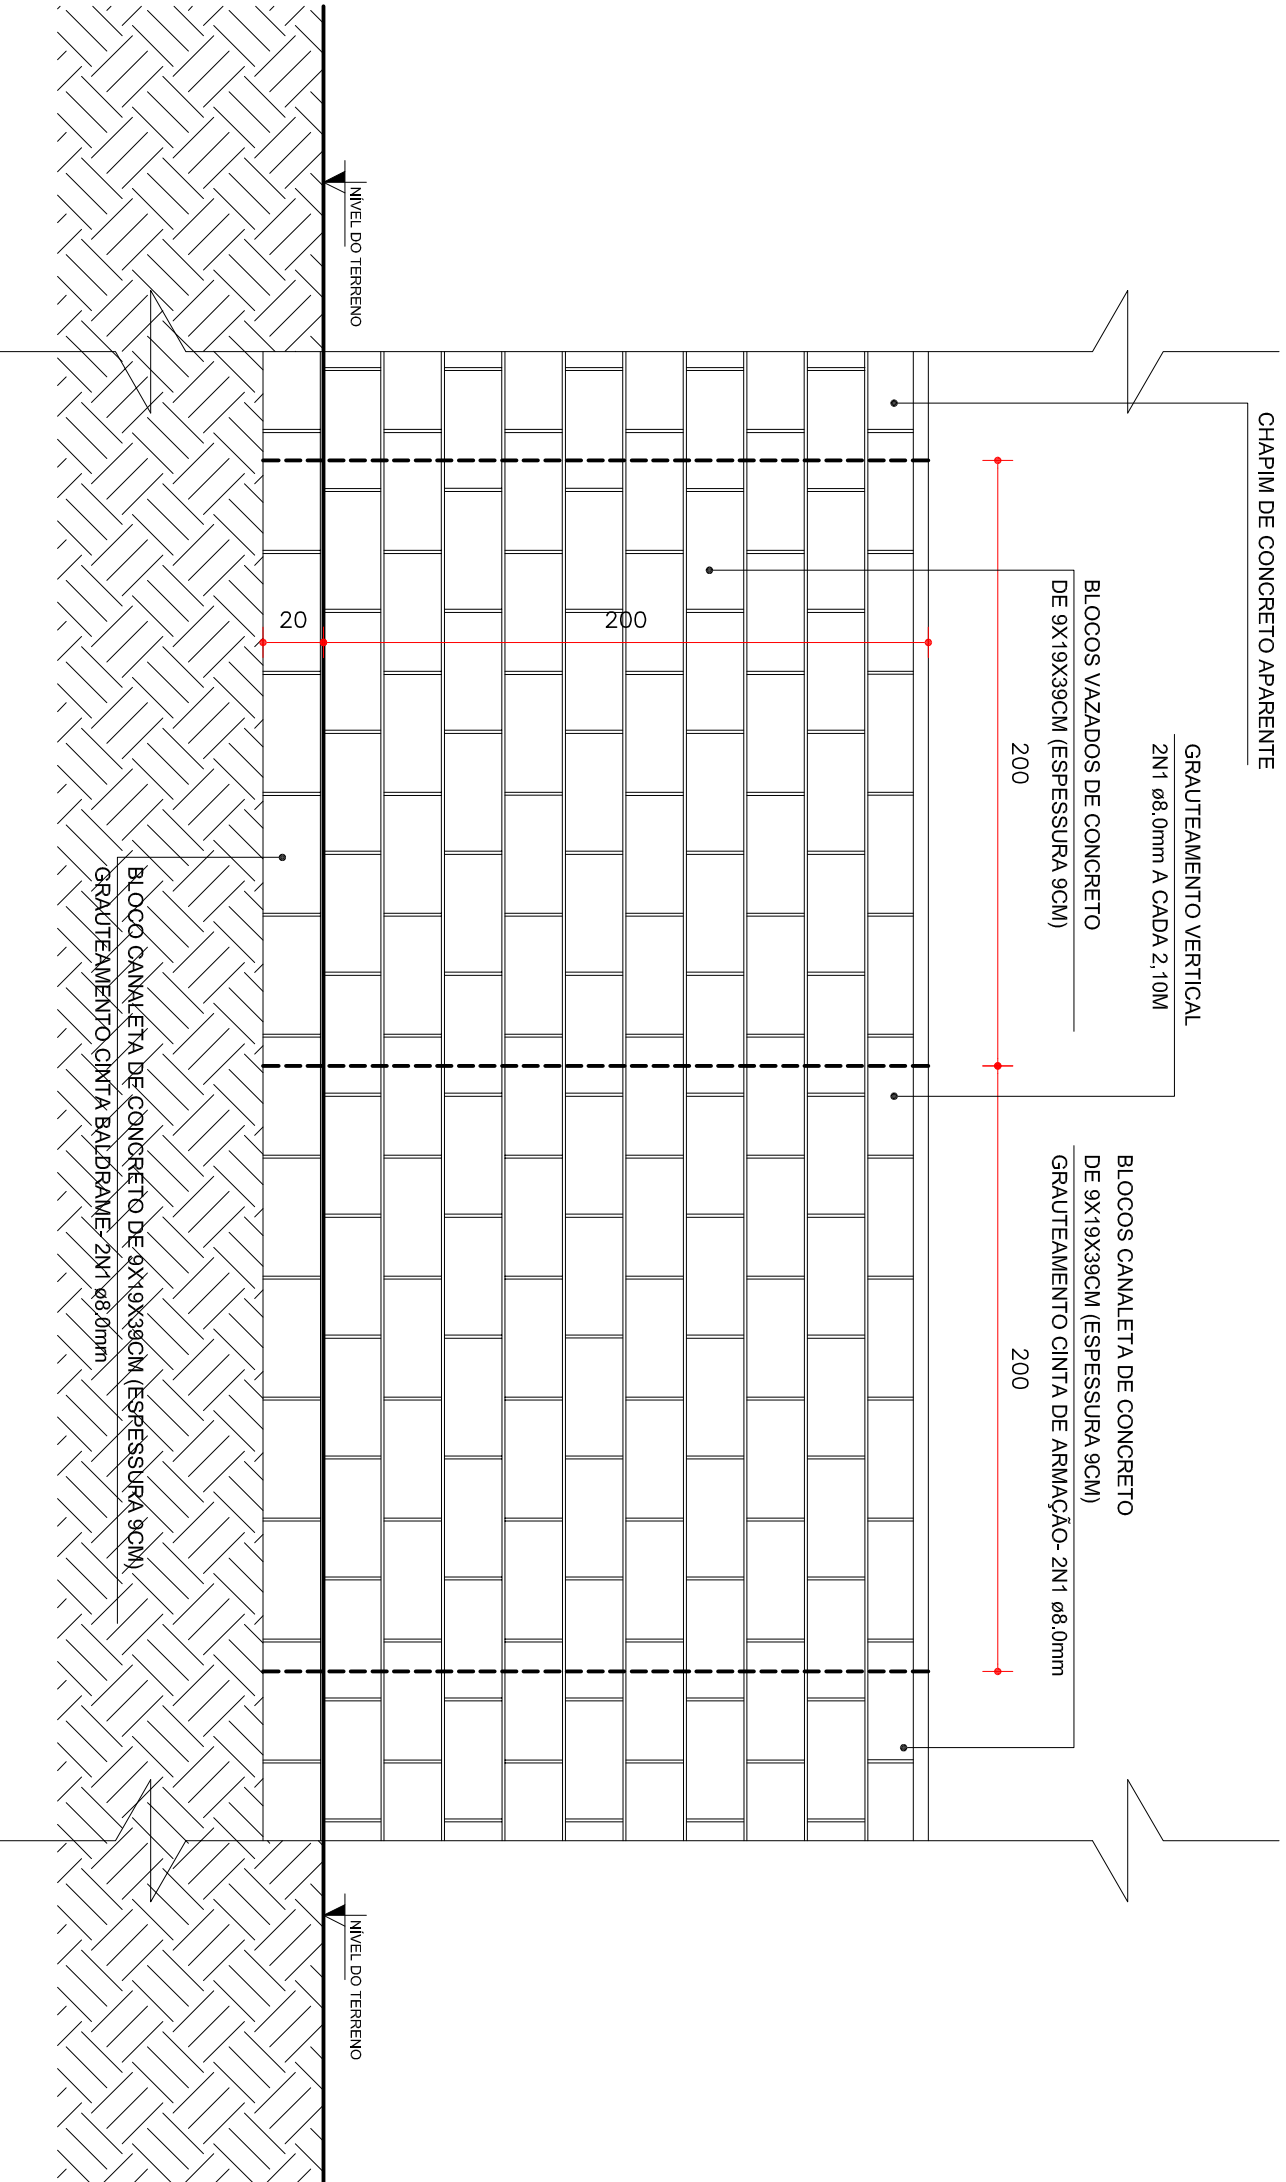 CHAPIM DE CONCRETO APARENTE
GRAUTEAMENTO VERTICAL
2N1 ø8.0mm A CADA 2,10M
BLOCOS VAZADOS DE CONCRETO
DE 9X19X39CM (ESPESSURA 9CM)
BLOCOS CANALETA DE CONCRETO
DE 9X19X39CM (ESPESSURA 9CM)
GRAUTEAMENTO CINTA DE ARMAÇÃO- 2N1 ø8.0mm
200
200
200
20
NÍVEL DO TERRENO
NÍVEL DO TERRENO
BLOCO CANALETA DE CONCRETO DE 9X19X39CM (ESPESSURA 9CM)
GRAUTEAMENTO CINTA BALDRAME- 2N1 ø8.0mm